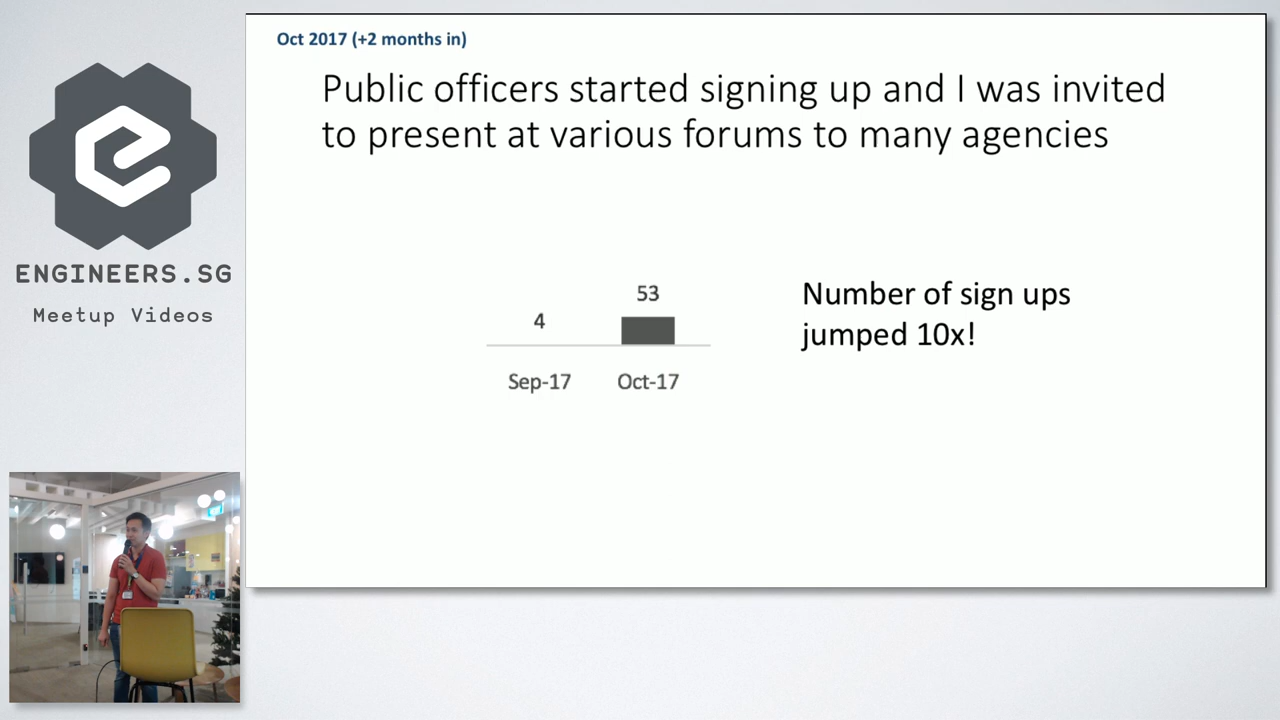 Oct 2017 (+2 months in)
Public officers started signing up and I was invited
to present at various forums to many agencies
ENGINEERS.SG
Meetup Videos
53
4
Sep-17
Oct-17
Number of sign ups
jumped 10x!